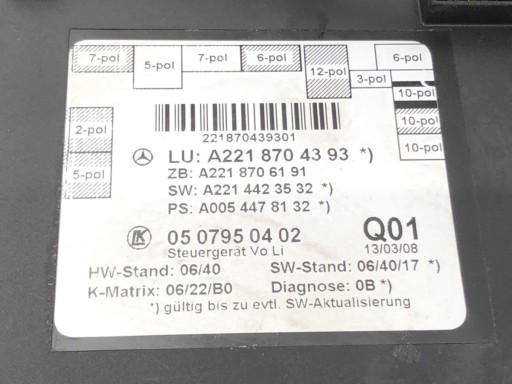 7-pol
5-pol
7-pol
6-pol
12-pol
3-pol
6-pol
10-pol
10-pol
10-pol
2-pol
5-pol
221870439301
LU: A221 870 43 93 *)
ZB: A221 870 61 91
SW: A221 442 35 32 *)
PS: A005 447 81 32 *)
LK 05 0795 04 02
Q01
Steuergerät Vo Li
13/03/08
HW-Stand: 06/40 SW-Stand: 06/40/17 *)
K-Matrix: 06/22/B0 Diagnose: 0B *)
*) gültig bis zu evtl. SW-Aktualisierung